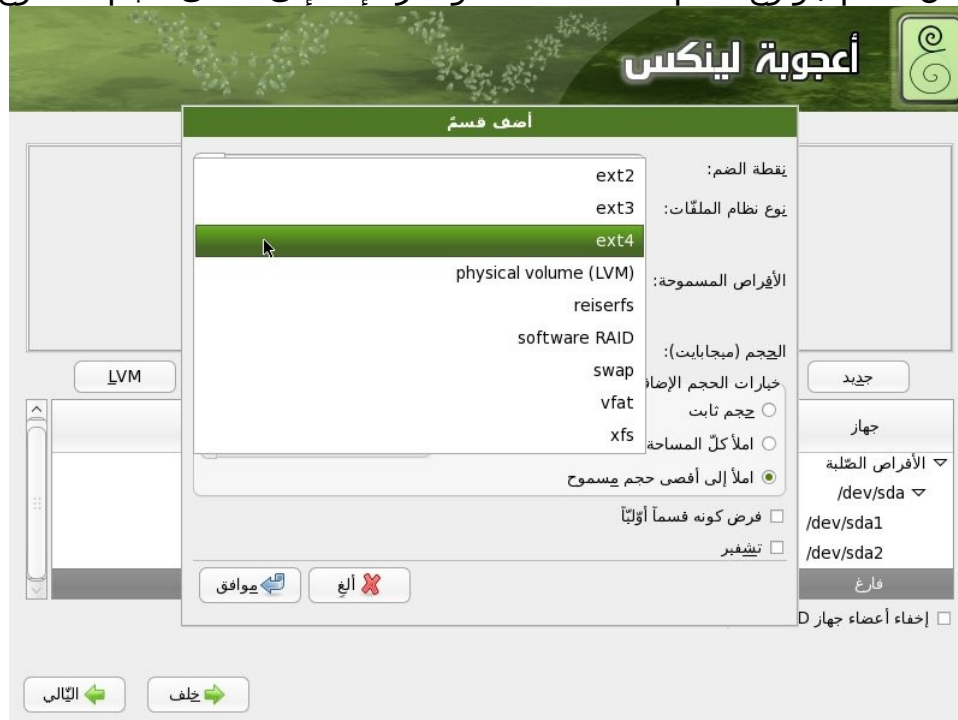 أعجوبة لينكس
أضف قسمً
نقطة الضم:
نوع نظام الملفّات:
ext2
ext3
ext4
physical volume (LVM)
reiserfs
software RAID
swap
vfat
xfs
الأقراص المسموحة:
الحجم (ميجابايت):
خيارات الحجم الإضا
حجم ثابت
املأ كلّ المساحة
املأ إلى أقصى حجم مسموح
فرض كونه قسماً أوّليّاً
تشفير
ألغِ
موافق
جديد
LVM
جهاز
الأقراص الصّلبة
/dev/sda
/dev/sda1
/dev/sda2
فارغ
إخفاء أعضاء جهاز D
خلف
التّالي